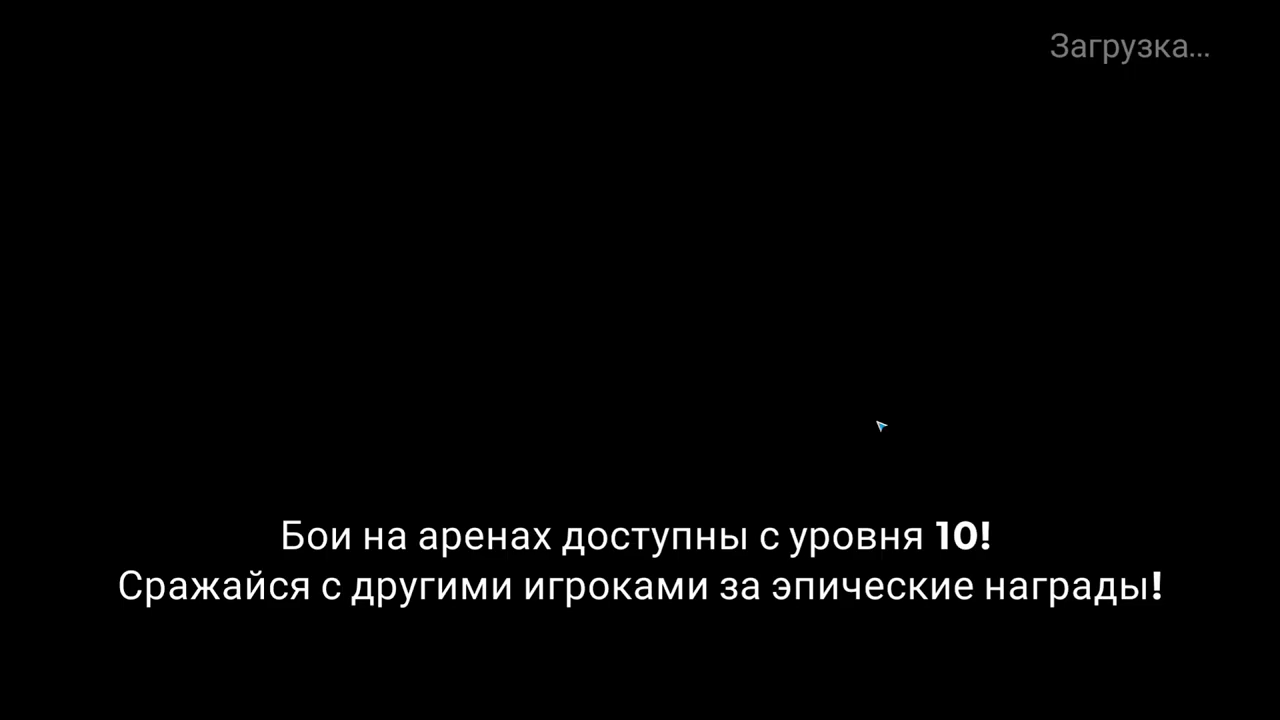 Загрузка...
Бои на аренах доступны с уровня 10!
Сражайся с другими игроками за эпические награды!